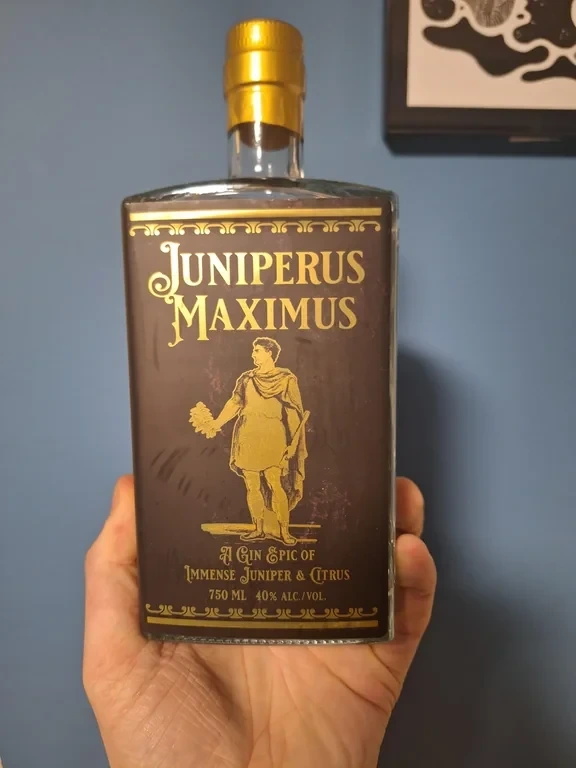 JUNIPERUS
MAXIMUS
A GIN EPIC OF
IMMENSE JUNIPER & CITRUS
750 ML 40% ALC./VOL.